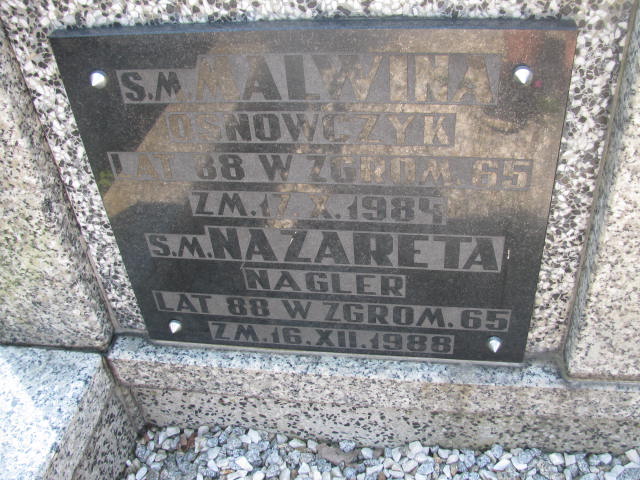 S.M. MALWINA
OSNOWCZYK
LAT 88 W ZGROM. 65
ZM. 17 X. 1984
S.M. NAZARETA
NAGLER
LAT 88 W ZGROM. 65
ZM. 16. XII. 1988